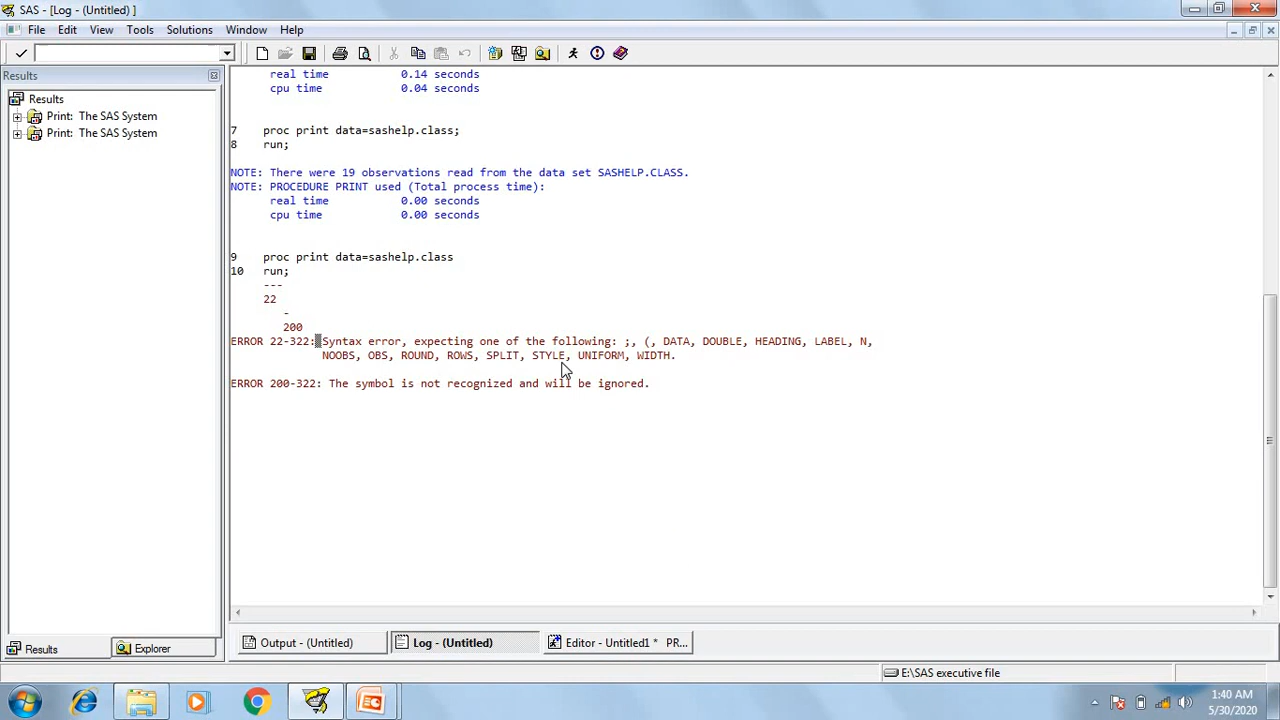 SAS - [Log - (Untitled) ]
File Edit View Tools Solutions Window Help
Results
Results
Print: The SAS System
Print: The SAS System
real time 0.14 seconds
cpu time 0.04 seconds
7 proc print data=sashelp.class;
8 run;
NOTE: There were 19 observations read from the data set SASHELP.CLASS.
NOTE: PROCEDURE PRINT used (Total process time):
real time 0.00 seconds
cpu time 0.00 seconds
9 proc print data=sashelp.class
10 run;
---
22
-
200
ERROR 22-322: Syntax error, expecting one of the following: ;, (, DATA, DOUBLE, HEADING, LABEL, N,
NOOBS, OBS, ROUND, ROWS, SPLIT, STYLE, UNIFORM, WIDTH.
ERROR 200-322: The symbol is not recognized and will be ignored.
Results Explorer
Output - (Untitled) Log - (Untitled) Editor - Untitled1 * PR...
E:\SAS executive file
1:40 AM
5/30/2020